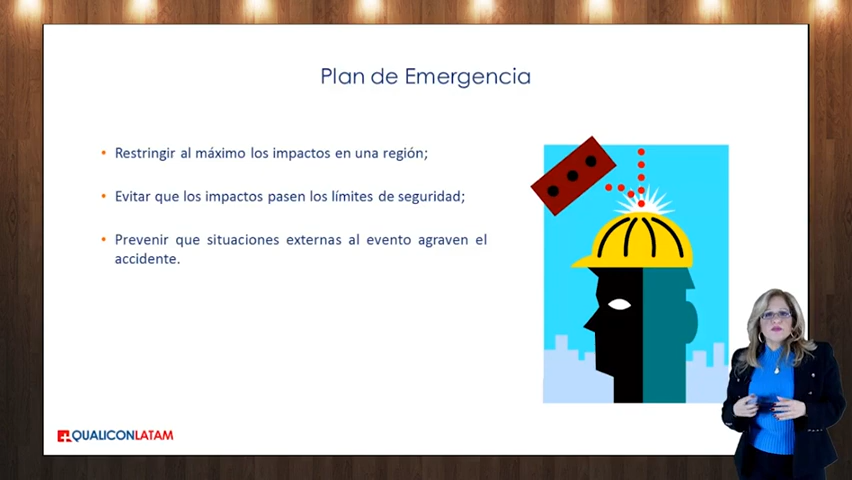 Plan de Emergencia
• Restringir al máximo los impactos en una región;
• Evitar que los impactos pasen los límites de seguridad;
• Prevenir que situaciones externas al evento agraven el
accidente.
QUALICONLATAM